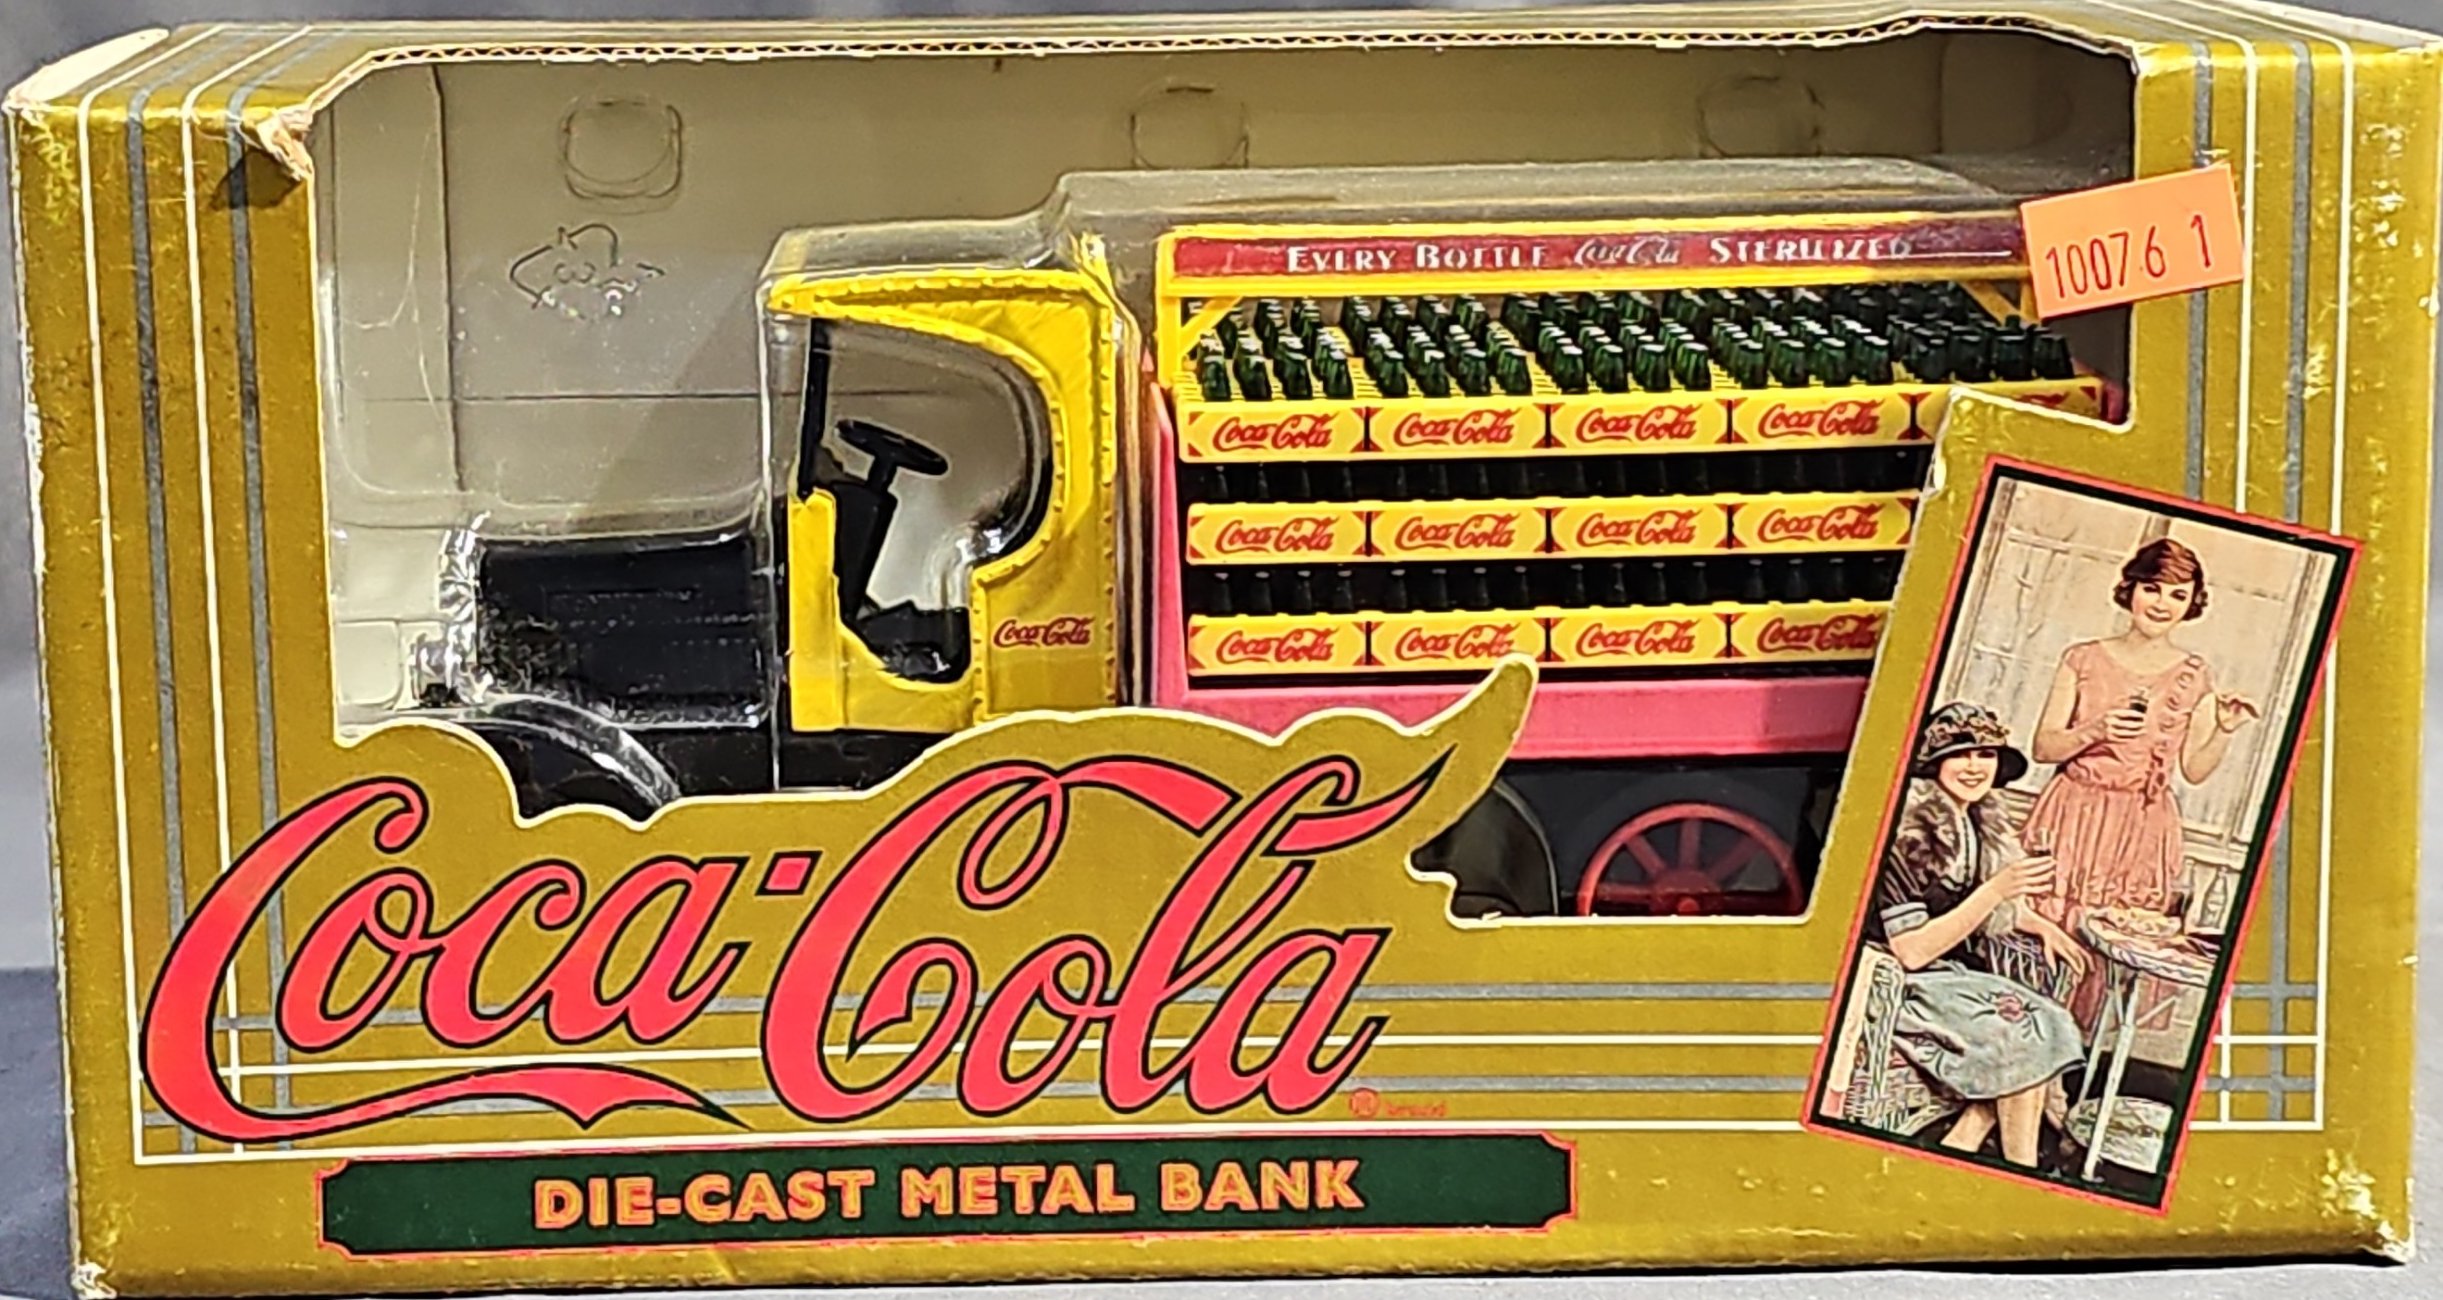 EVERY BOTTLE Coca-Cola STERILIZED
10076 1
Coca-Cola Coca-Cola Coca-Cola Coca-Cola
Coca-Cola Coca-Cola Coca-Cola Coca-Cola
Coca-Cola Coca-Cola Coca-Cola Coca-Cola
Coca-Cola
Coca-Cola
DIE-CAST METAL BANK